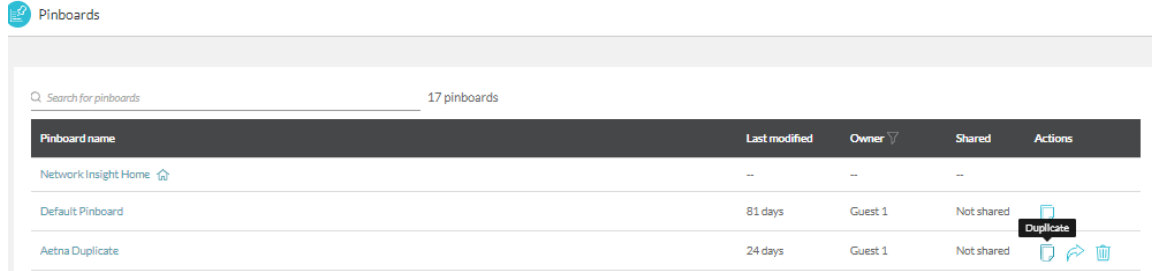 Pinboards
Search for pinboards 17 pinboards
Pinboard name Last modified Owner Shared Actions
Network Insight Home -- -- --
Default Pinboard 81 days Guest 1 Not shared
Duplicate
Aetna Duplicate 24 days Guest 1 Not shared